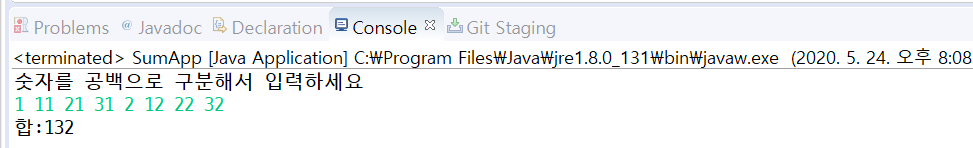 Problems @ Javadoc Declaration Console Git Staging
<terminated> SumApp [Java Application] C:₩Program Files₩Java₩jre1.8.0_131₩bin₩javaw.exe (2020. 5. 24. 오후 8:08
숫자를 공백으로 구분해서 입력하세요
1 11 21 31 2 12 22 32
합:132